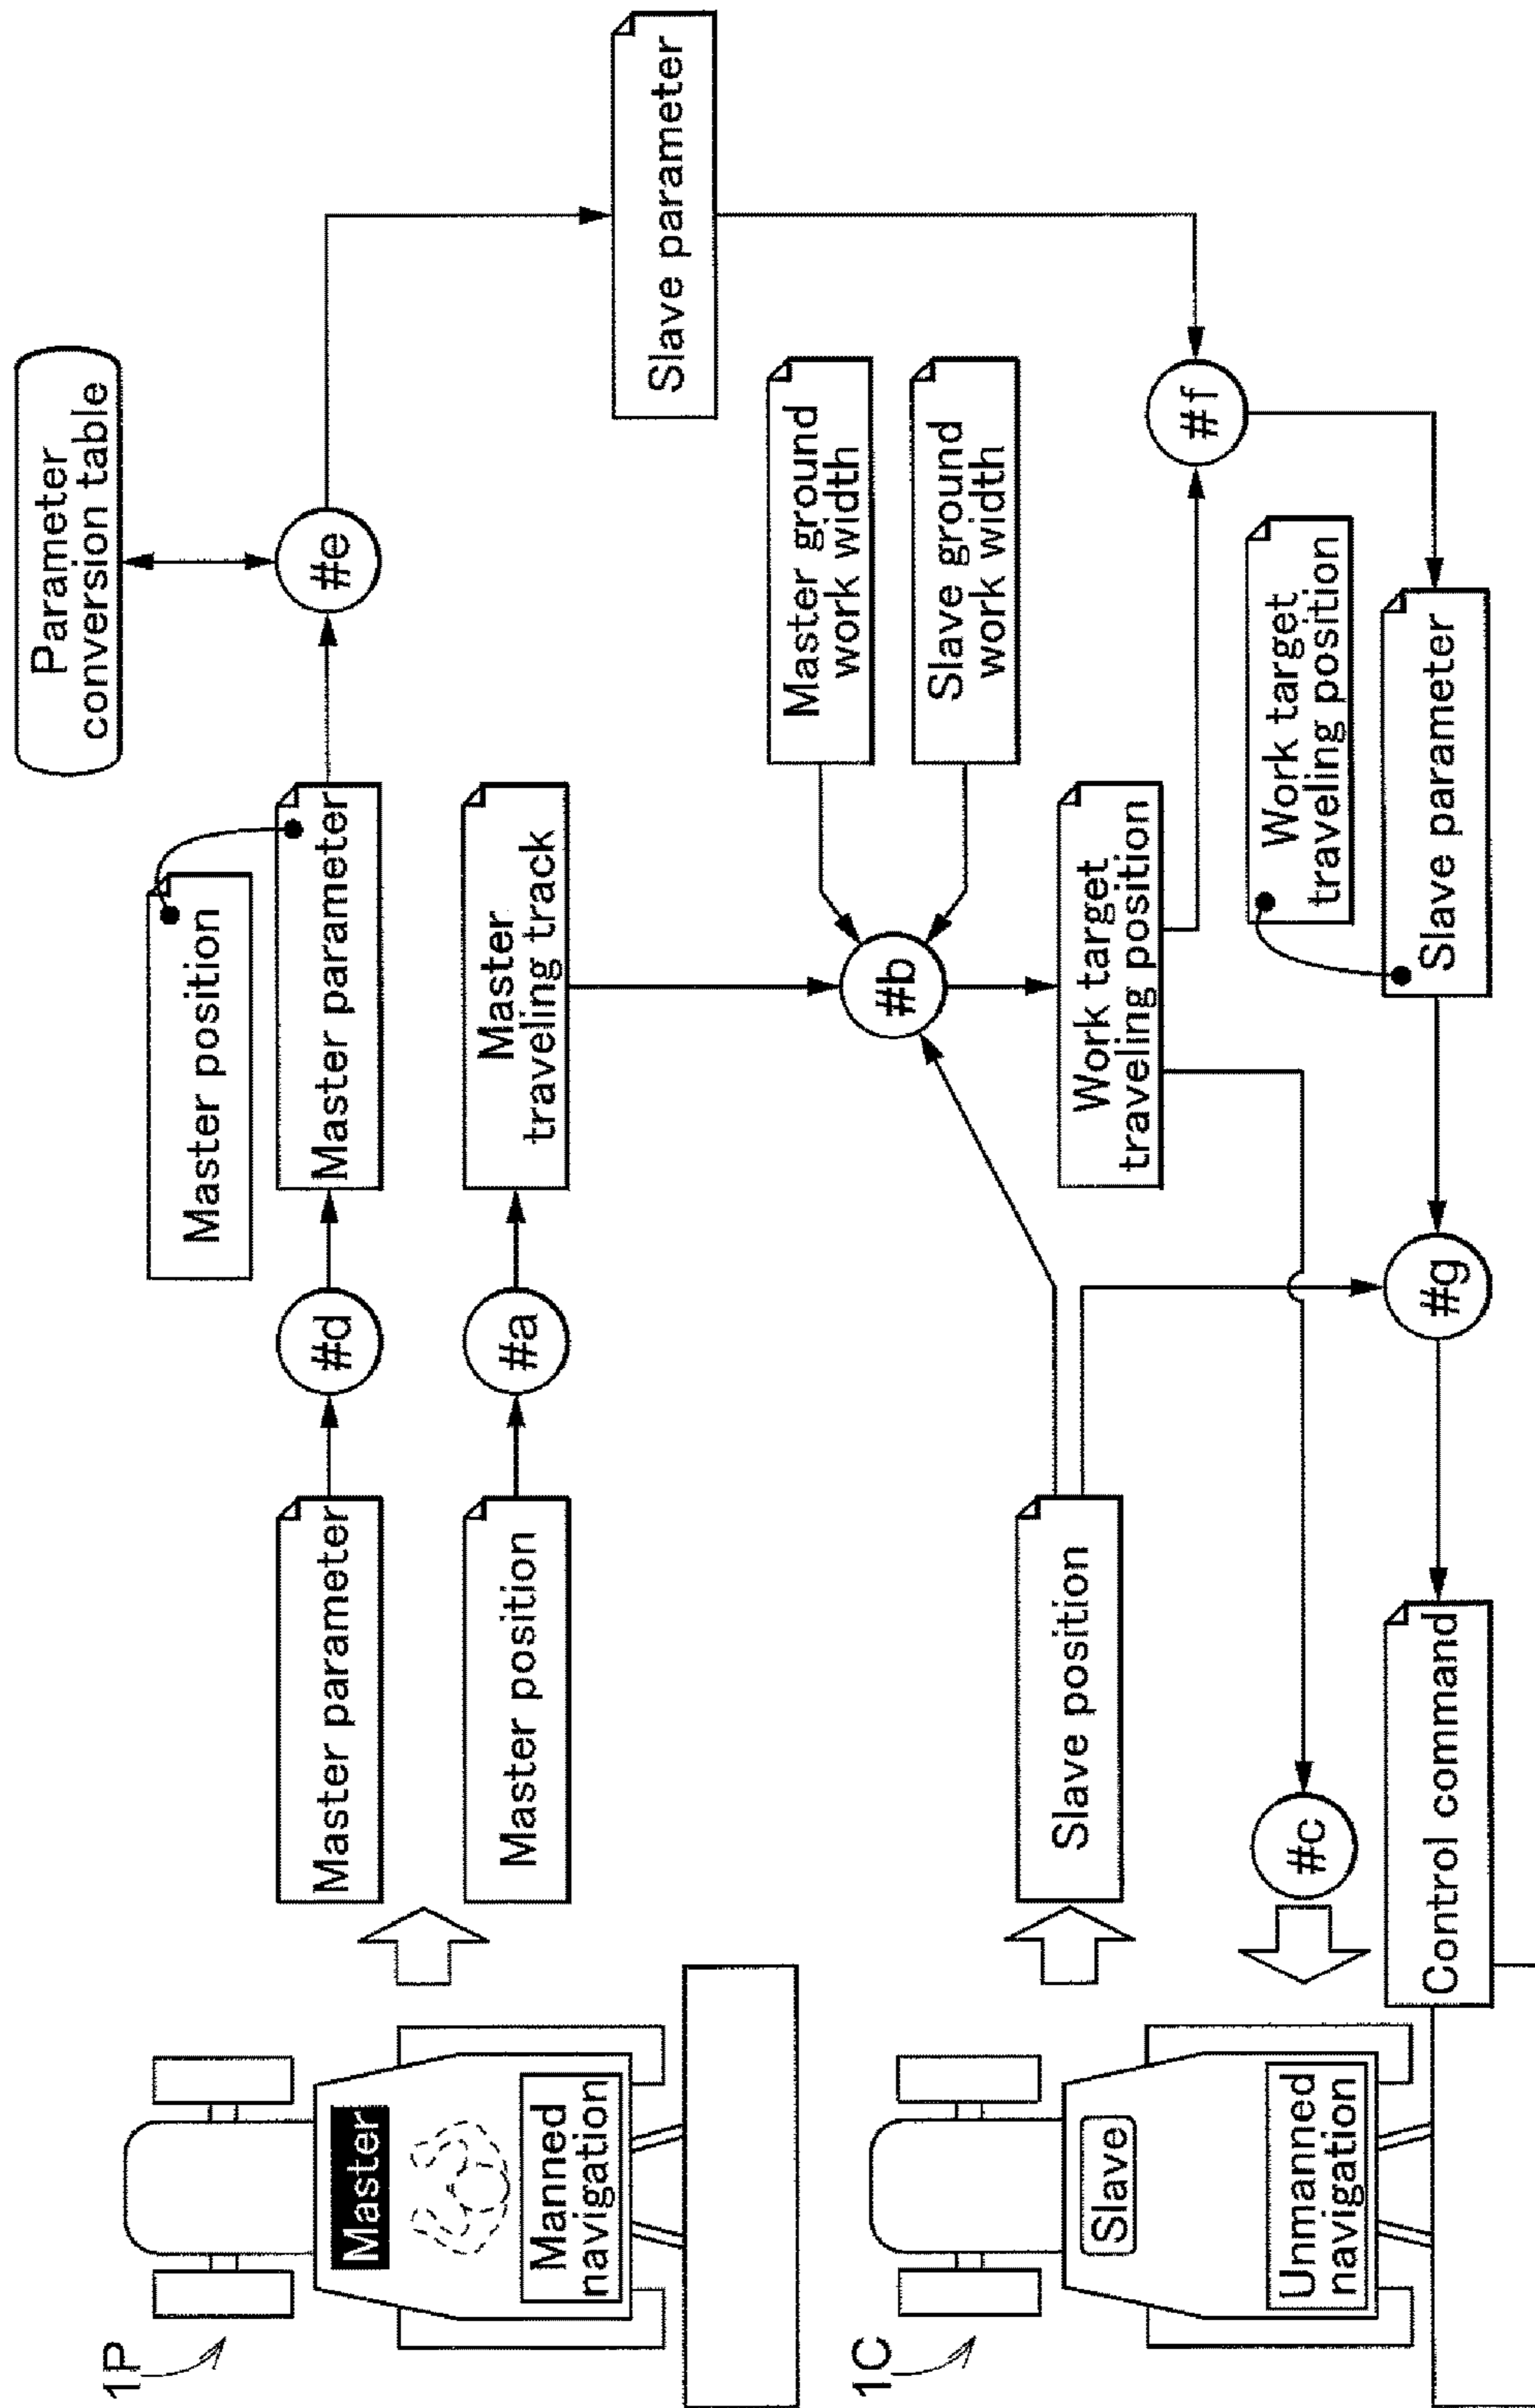 1P
Master
Manned
navigation
Master parameter
Master position
#d
#a
Master position
Master parameter
Master
traveling track
Parameter
conversion table
#e
Slave parameter
Master ground
work width
Slave ground
work width
#b
1C
Slave
Unmanned
navigation
Slave position
#c
Control command
Work target
traveling position
#f
#g
Work target
traveling position
Slave parameter